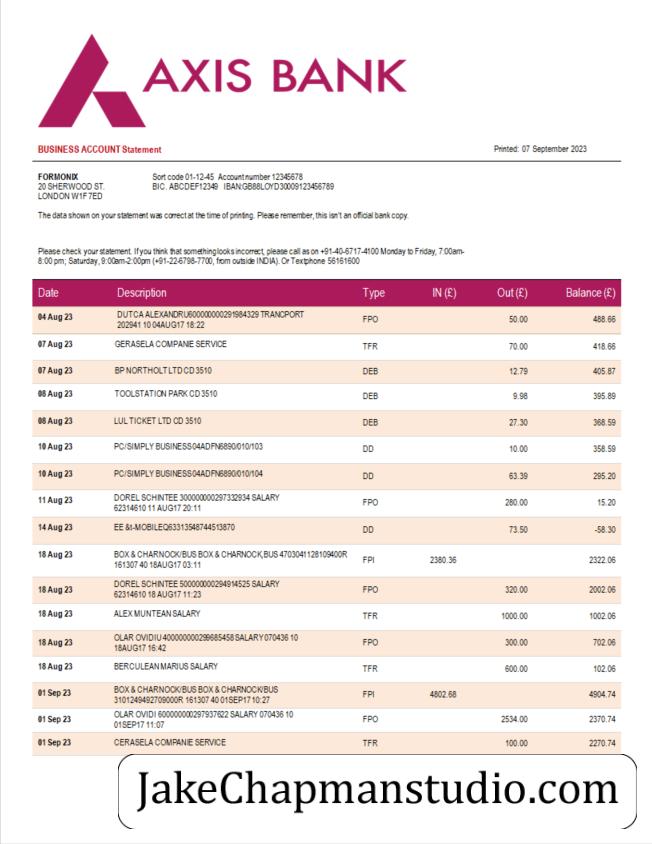 AXIS BANK
BUSINESS ACCOUNT Statement Printed: 07 September 2023
FORMONIX Sort code 01-12-45 Account number 12345678
20 SHERWOOD ST. BIC. ABCDEF12349 IBAN:GB88LOYD30009123456789
LONDON W1F 7ED
The data shown on your statement was correct at the time of printing. Please remember, this isn't an official bank copy.
Please check your statement. If you think that something looks incorrect, please call as on +91-40-6717-4100 Monday to Friday, 7:00am-
8:00 pm; Saturday, 9:00am-2:00pm (+91-22-6798-7700, from outside INDIA). Or Textphone 56161600
Date Description Type IN (£) Out (£) Balance (£)
04 Aug 23 DUTCA ALEXANDRU600000000291984329 TRANCPORT FPO 50.00 488.66
202941 10 04AUG17 18:22
07 Aug 23 GERASELA COMPANIE SERVICE TFR 70.00 418.66
07 Aug 23 BP NORTHOLT LTD CD 3510 DEB 12.79 405.87
08 Aug 23 TOOLSTATION PARK CD 3510 DEB 9.98 395.89
08 Aug 23 LUL TICKET LTD CD 3510 DEB 27.30 368.59
10 Aug 23 PC/SIMPLY BUSINESS04ADFN6890/010/103 DD 10.00 358.59
10 Aug 23 PC/SIMPLY BUSINESS04ADFN6890/010/104 DD 63.39 295.20
11 Aug 23 DOREL SCHINTEE 300000000297332934 SALARY FPO 280.00 15.20
62314610 11 AUG17 20:11
14 Aug 23 EE &t-MOBILEQ63313548744513870 DD 73.50 -58.30
18 Aug 23 BOX & CHARNOCK/BUS BOX & CHARNOCK,BUS 4703041128109400R FPI 2380.36 2322.06
161307 40 18AUG17 03:11
18 Aug 23 DOREL SCHINTEE 500000000294914525 SALARY FPO 320.00 2002.06
62314610 18 AUG17 11:23
18 Aug 23 ALEX MUNTEAN SALARY TFR 1000.00 1002.06
18 Aug 23 OLAR OVIDIU 400000000299685458 SALARY 070436 10 FPO 300.00 702.06
18AUG17 16:42
18 Aug 23 BERCULEAN MARIUS SALARY TFR 600.00 102.06
01 Sep 23 BOX & CHARNOCK/BUS BOX & CHARNOCK/BUS FPI 4802.68 4904.74
3101249492709000R 161307 40 01SEP17 10:27
01 Sep 23 OLAR OVIDI 600000000297937622 SALARY 070436 10 FPO 2534.00 2370.74
01SEP17 11:07
01 Sep 23 CERASELA COMPANIE SERVICE TFR 100.00 2270.74
JakeChapmanstudio.com